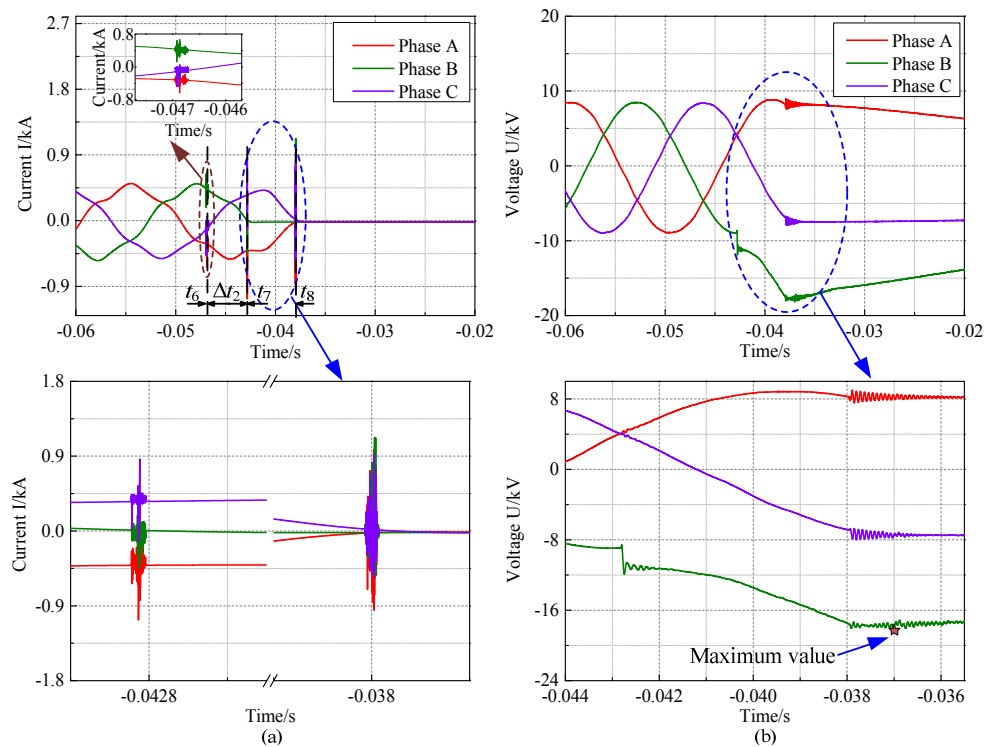 2.7
1.8
0.9
0.0
-0.9
Current I/kA
0.8
0.0
-0.8
Current/kA
-0.047
-0.046
Time/s
Phase A
Phase B
Phase C
t6
Δt2
t7
t8
-0.06
-0.05
-0.04
-0.03
-0.02
Time/s
20
10
0
-10
-20
Voltage U/kV
Phase A
Phase B
Phase C
-0.06
-0.05
-0.04
-0.03
-0.02
Time/s
1.8
0.9
0.0
-0.9
-1.8
Current I/kA
-0.0428
-0.038
Time/s
(a)
8
0
-8
-16
-24
Voltage U/kV
Maximum value
-0.044
-0.042
-0.040
-0.038
-0.037
-0.036
Time/s
(b)